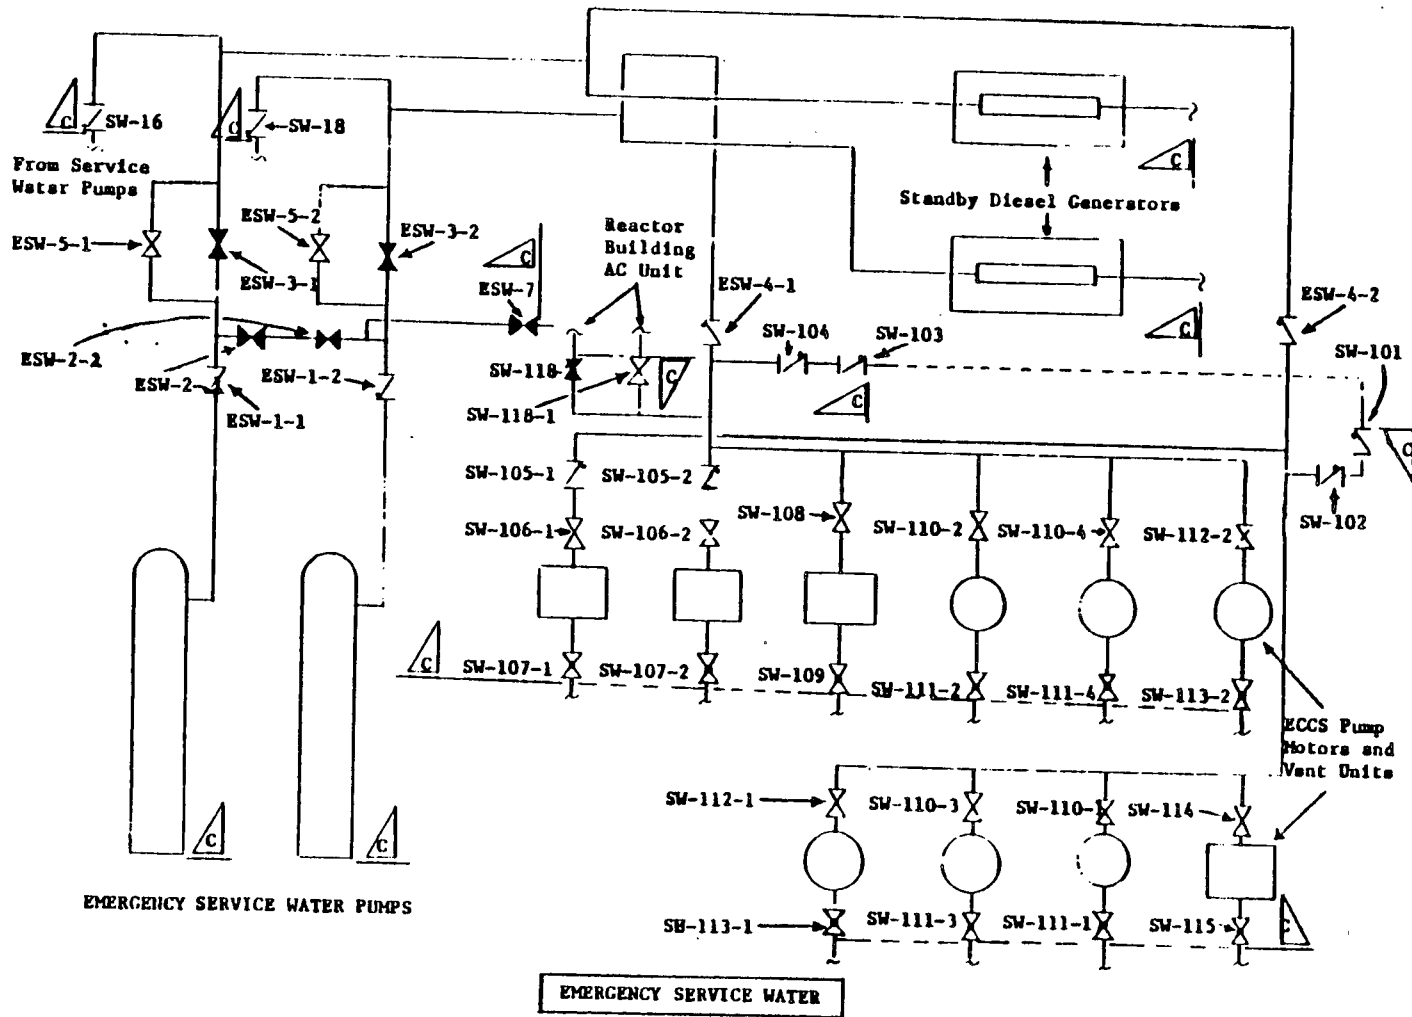 C
SW-16
C
SW-18
From Service
Water Pumps
ESW-5-1
ESW-3-1
ESW-5-2
ESW-3-2
C
ESW-7
Reactor
Building
AC Unit
ESW-4-1
C
Standby Diesel Generators
C
ESW-4-2
SW-104
SW-103
SW-101
ESW-2-2
ESW-2
ESW-1-2
ESW-1-1
SW-118
SW-118-1
C
C
C
SW-102
SW-105-1
SW-105-2
SW-106-1
SW-106-2
SW-108
SW-110-2
SW-110-4
SW-112-2
C
SW-107-1
SW-107-2
SW-109
SW-111-2
SW-111-4
SW-113-2
ECCS Pump
Motors and
Vent Units
SW-112-1
SW-110-3
SW-110-1
SW-114
C
C
SW-113-1
SW-111-3
SW-111-1
SW-115
C
EMERGENCY SERVICE WATER PUMPS
EMERGENCY SERVICE WATER